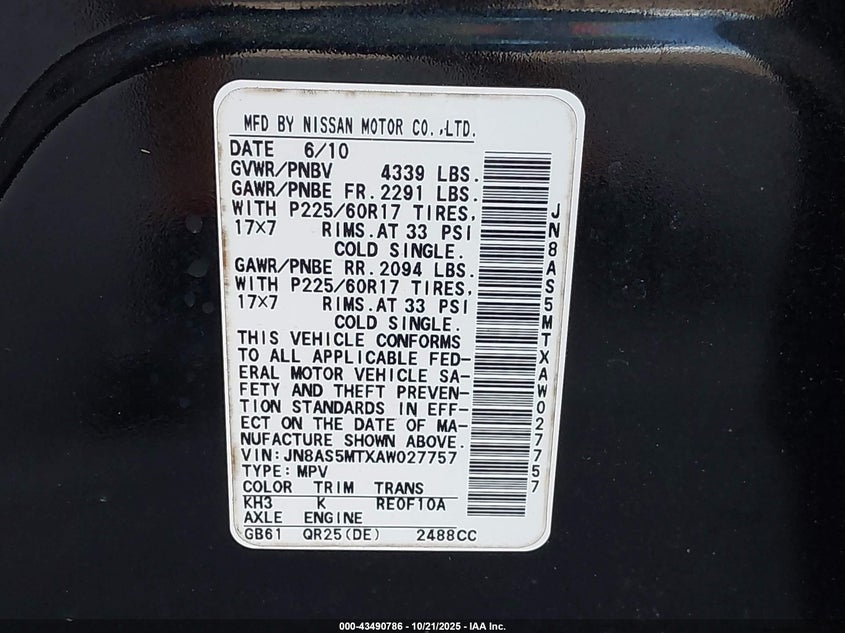 MFD BY NISSAN MOTOR CO.,LTD.
DATE 6/10
GVWR/PNBV 4339 LBS.
GAWR/PNBE FR.2291 LBS.
WITH P225/60R17 TIRES,
17×7 RIMS.AT 33 PSI
COLD SINGLE.
GAWR/PNBE RR.2094 LBS.
WITH P225/60R17 TIRES,
17×7 RIMS.AT 33 PSI
COLD SINGLE.
THIS VEHICLE CONFORMS
TO ALL APPLICABLE FED-
ERAL MOTOR VEHICLE SA-
FETY AND THEFT PREVEN-
TION STANDARDS IN EFF-
ECT ON THE DATE OF MA-
NUFACTURE SHOWN ABOVE.
VIN:JN8AS5MTXAW027757
TYPE:MPV
COLOR TRIM TRANS
KH3 K RE0F10A
AXLE ENGINE
GB61 QR25(DE) 2488CC
JN8AS5MTXAW027757
000-43490786 - 10/21/2025 - IAA Inc.